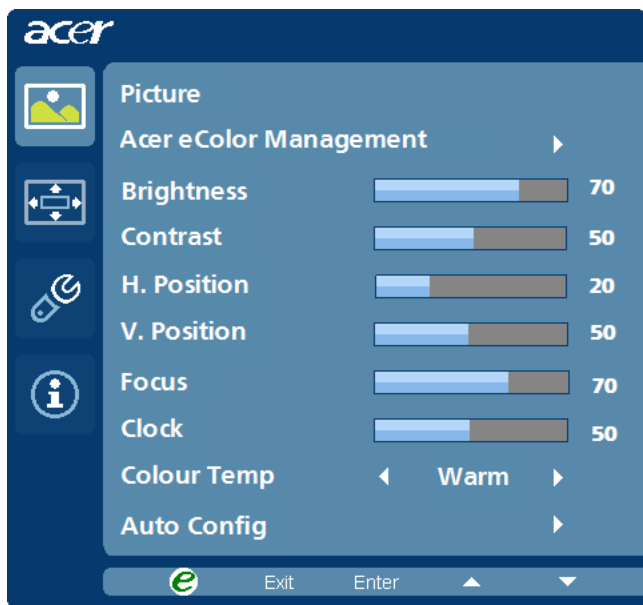 acer
Picture
Acer eColor Management
Brightness 70
Contrast 50
H. Position 20
V. Position 50
Focus 70
Clock 50
Colour Temp Warm
Auto Config
e Exit Enter